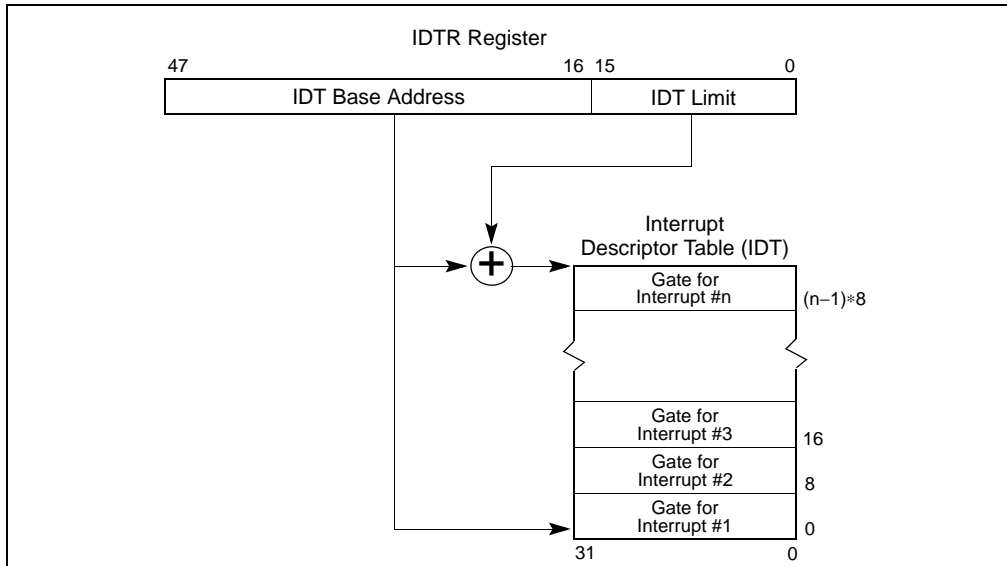 IDTR Register
47 16 15 0
IDT Base Address IDT Limit
Interrupt
Descriptor Table (IDT)
Gate for
Interrupt #n
(n−1)∗8
Gate for
Interrupt #3
16
Gate for
Interrupt #2
8
Gate for
Interrupt #1
0
31 0